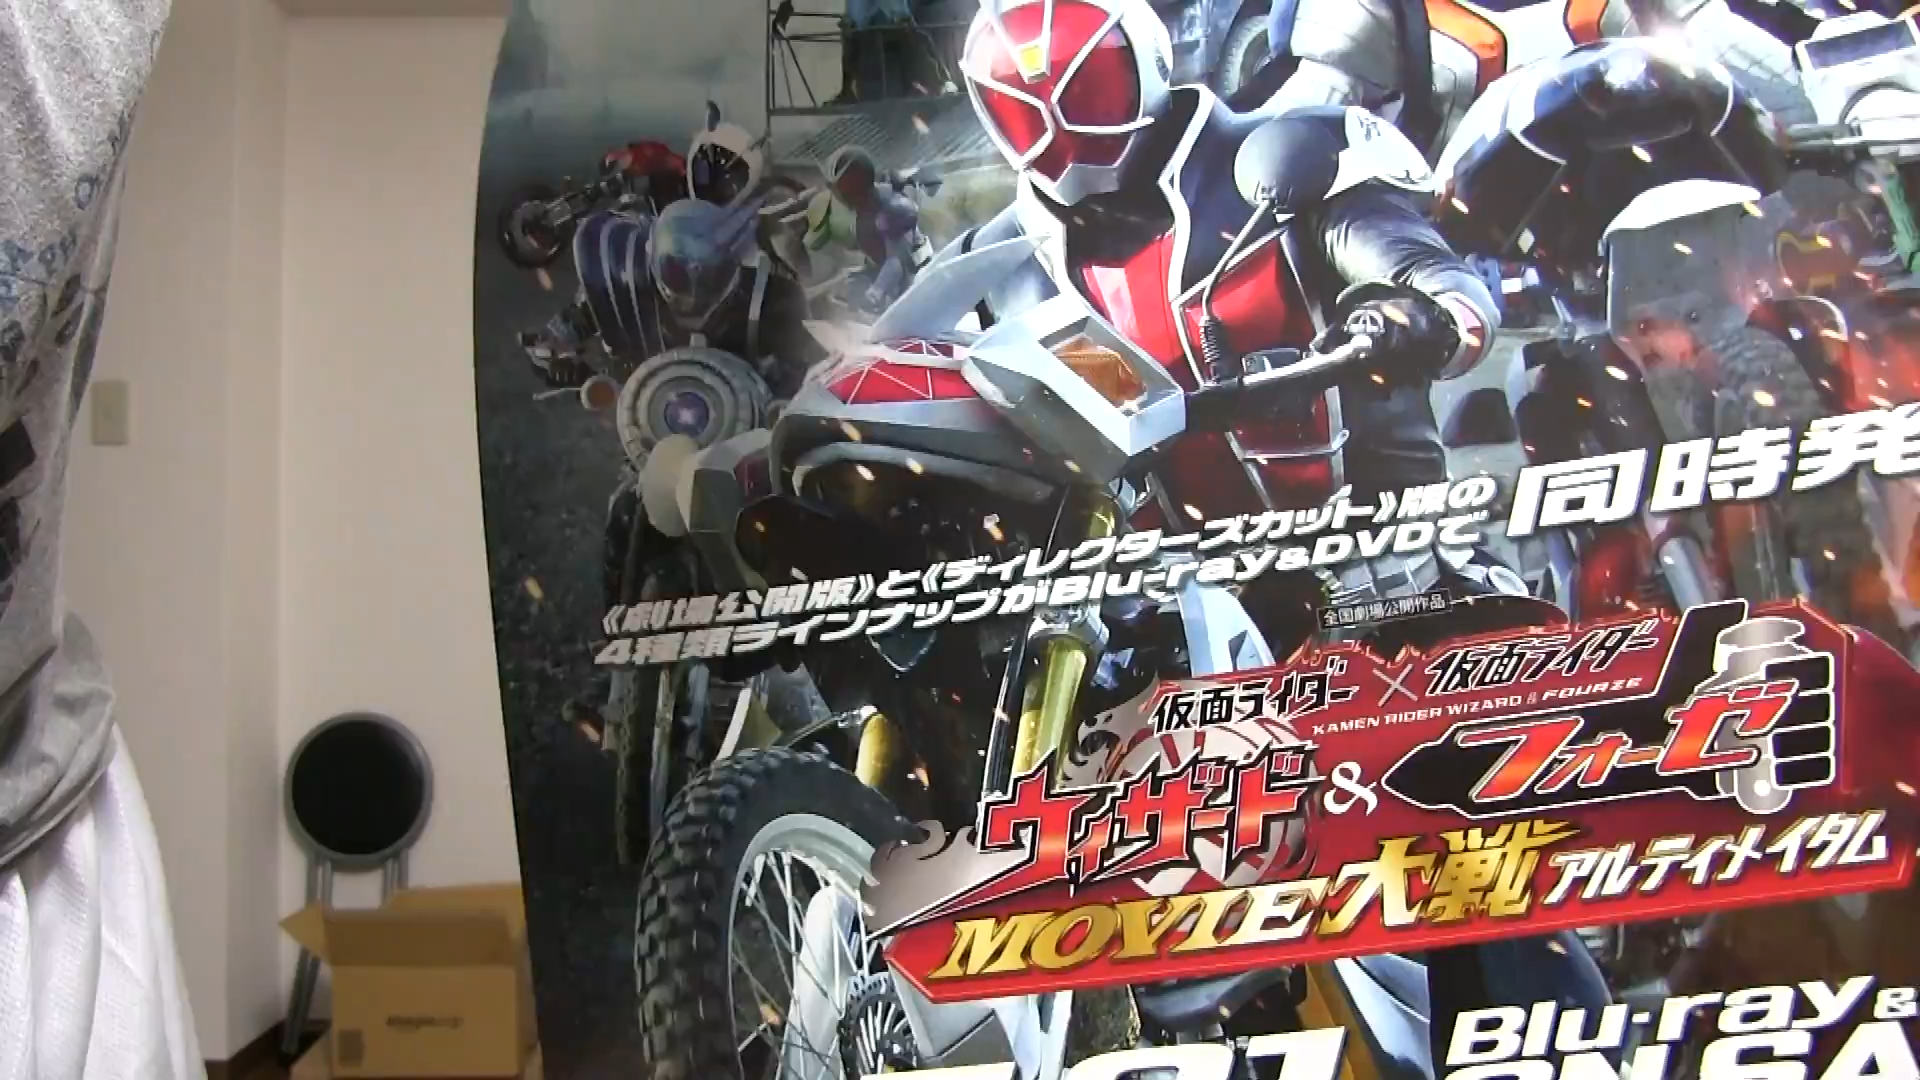 《劇場公開版》と《ディレクターズカット》版の
4種類ラインナップがBlu-ray&DVDで
同時発
全国劇場公開作品
仮面ライダー×仮面ライダー
KAMEN RIDER WIZARD & FOURZE
ウィザード&フォーゼ
MOVIE大戦アルティメイタム
Blu-ray&
ON SA